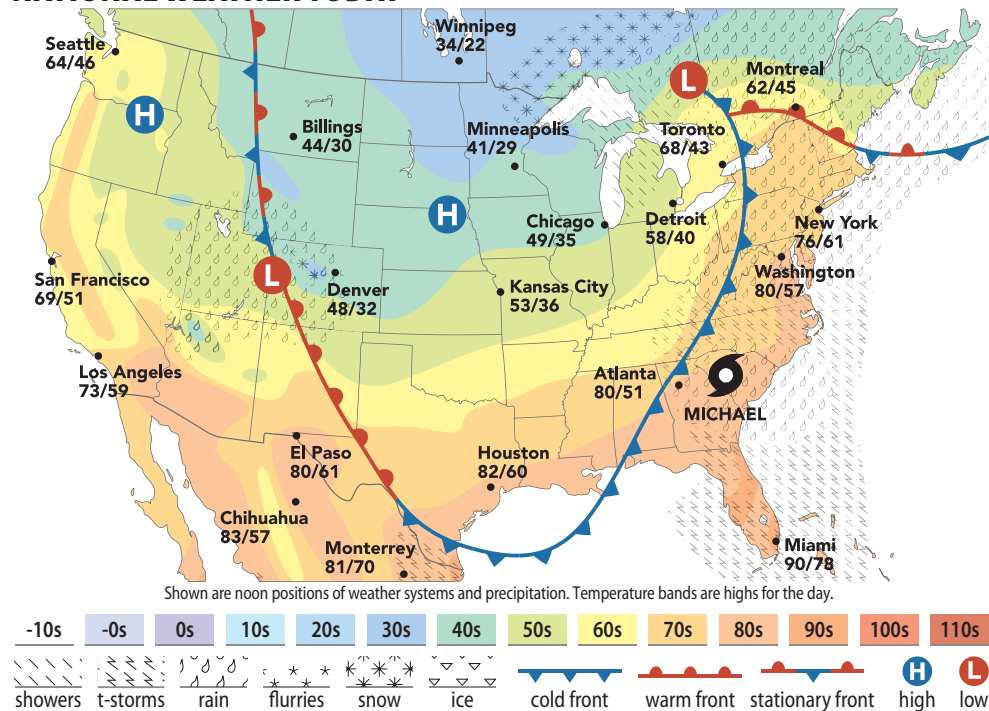 Winnipeg
34/22
Seattle
64/46
L
Montreal
62/45
H
Billings
44/30
Minneapolis
41/29
Toronto
68/43
H
Chicago
49/35
Detroit
58/40
New York
76/61
San Francisco
69/51
L
Denver
48/32
Kansas City
53/36
Washington
80/57
Los Angeles
73/59
Atlanta
80/51
MICHAEL
El Paso
80/61
Houston
82/60
Chihuahua
83/57
Monterrey
81/70
Miami
90/78
Shown are noon positions of weather systems and precipitation. Temperature bands are highs for the day.
-10s -0s 0s 10s 20s 30s 40s 50s 60s 70s 80s 90s 100s 110s
H L
showers t-storms rain flurries snow ice cold front warm front stationary front high low